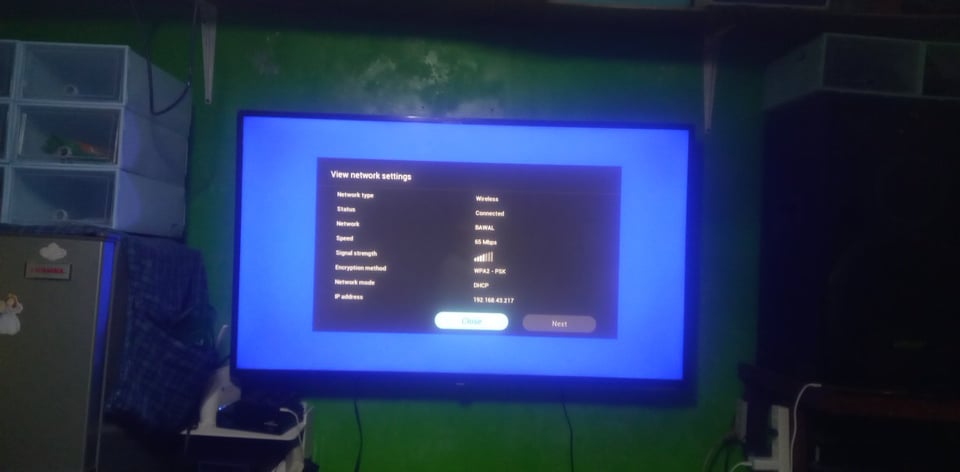 View network settings
Network type Wireless
Status Connected
Network BAWAL
Speed 65 Mbps
Signal strength
Encryption method WPA2 - PSK
Network mode DHCP
IP address 192.168.43.217
Close Next